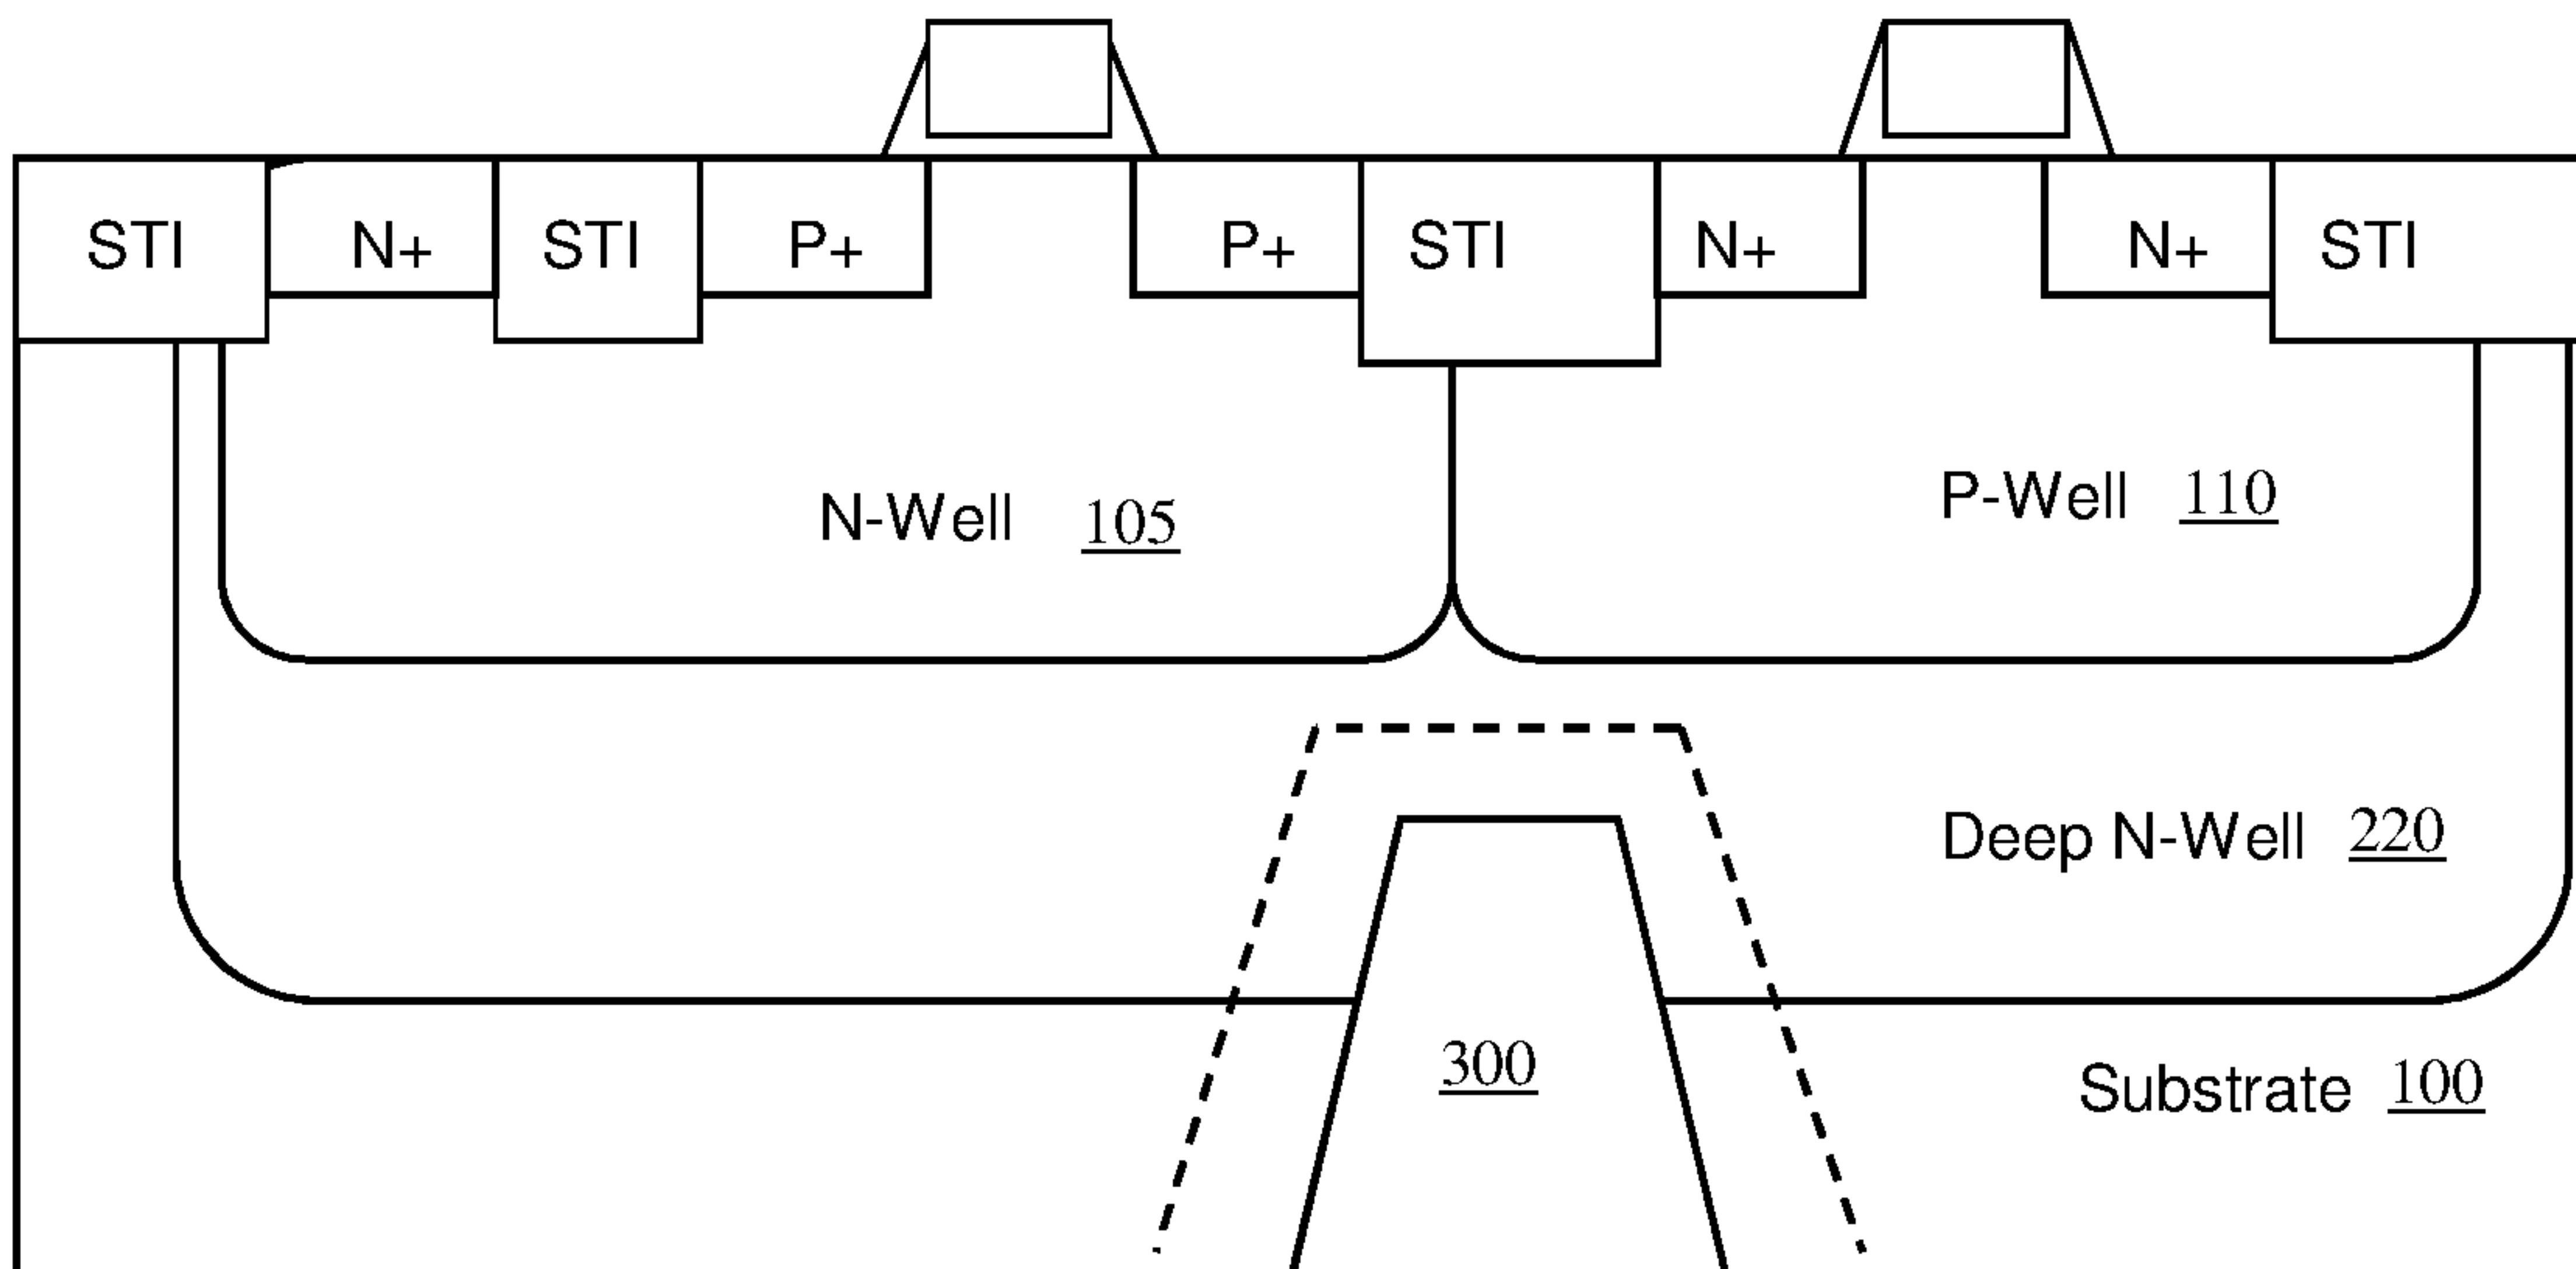 STI N+ STI P+ P+ STI N+ N+ STI
N-Well 105 P-Well 110
Deep N-Well 220
300 Substrate 100